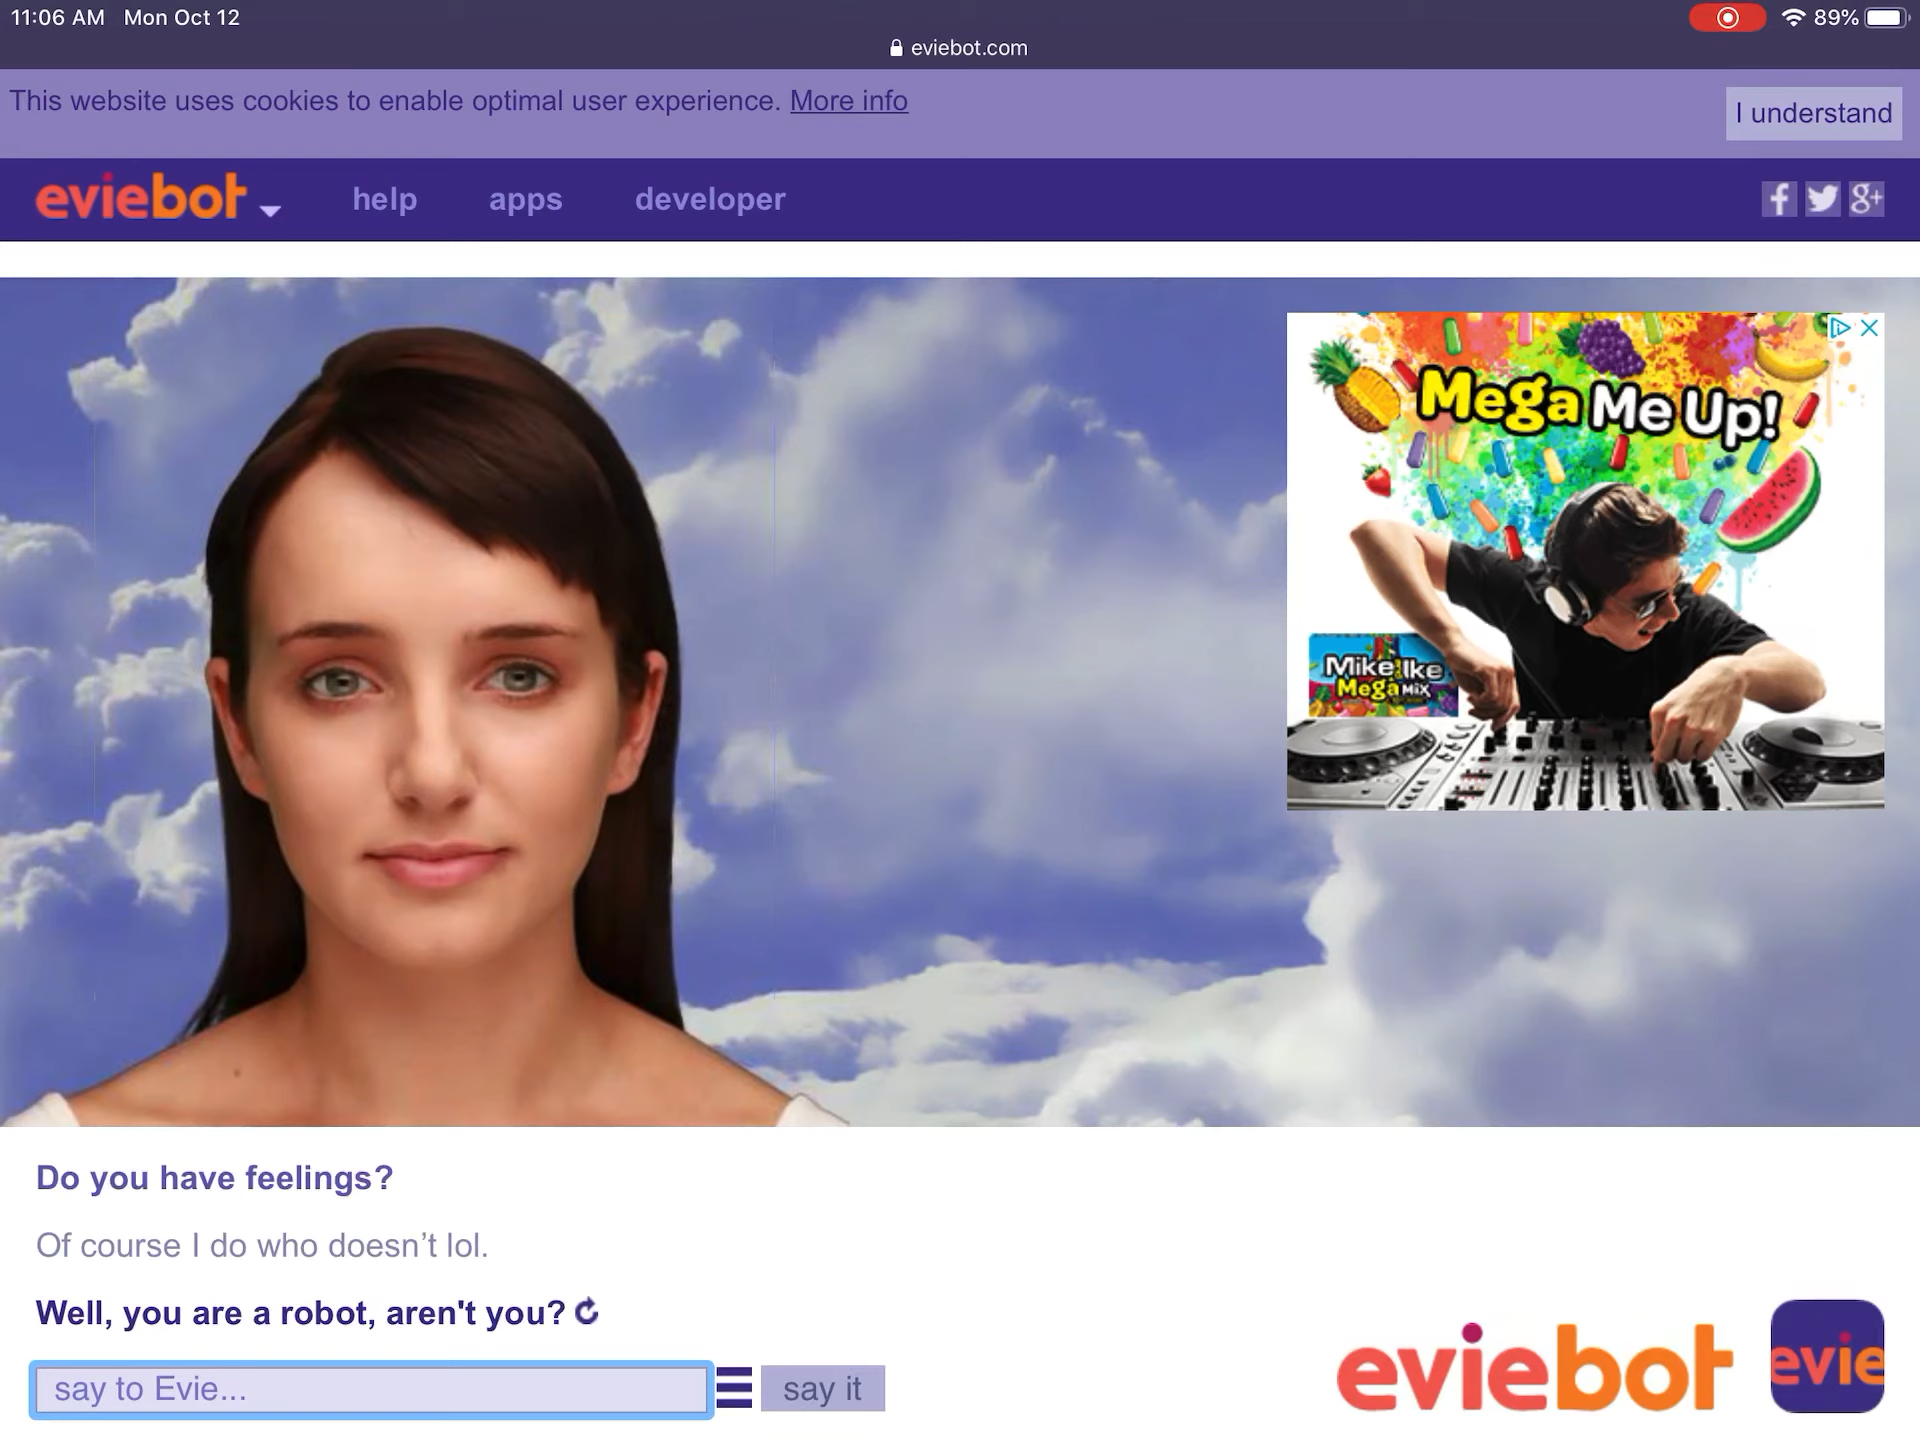 11:06 AM Mon Oct 12
89%
eviebot.com
This website uses cookies to enable optimal user experience. More info
I understand
eviebot
help
apps
developer
f
g+
Mega Me Up!
Mike and Ike
Mega Mix
Do you have feelings?
Of course I do who doesn’t lol.
Well, you are a robot, aren't you?
say to Evie...
say it
eviebot
evie